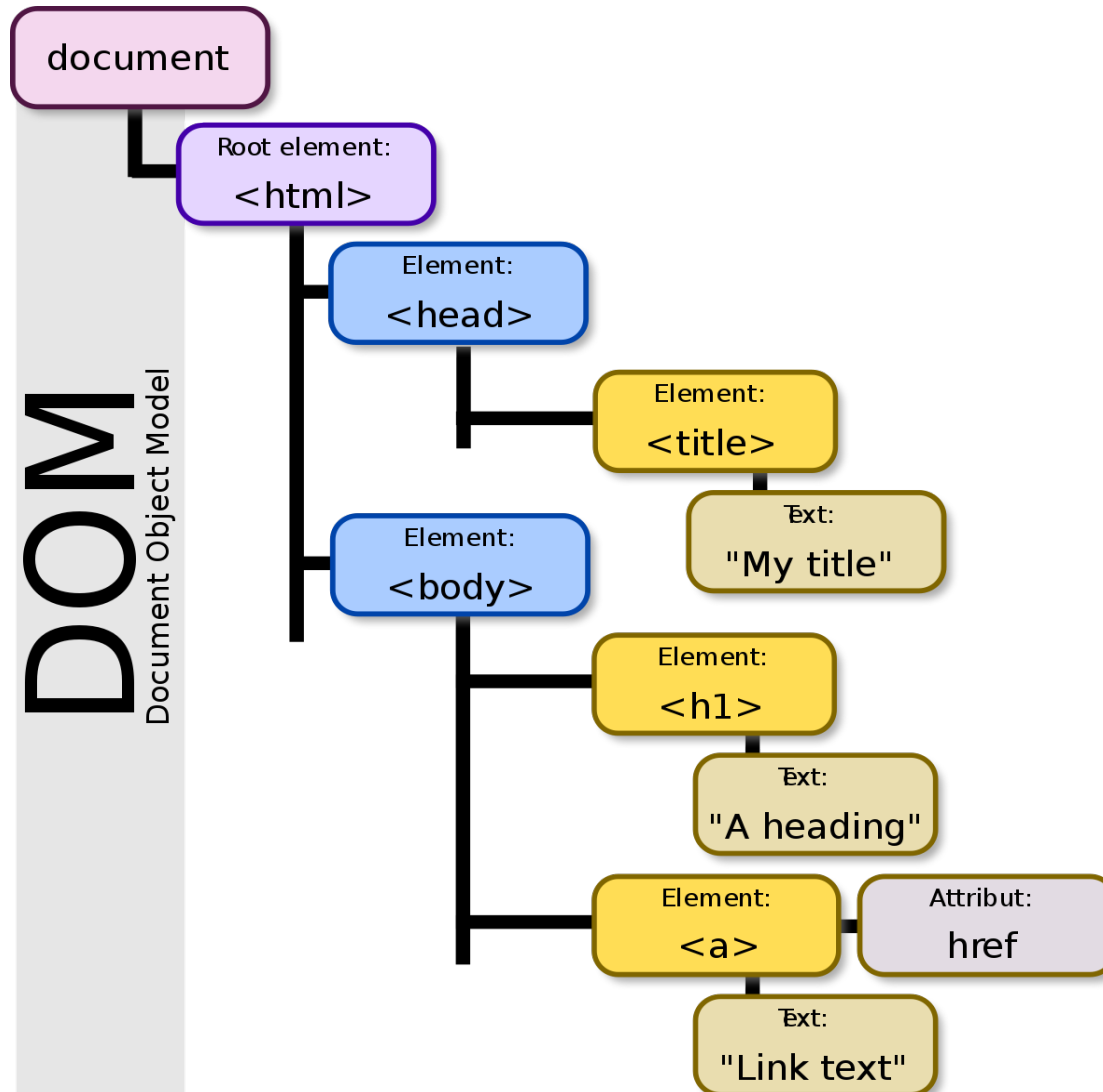 document
Root element:
<html>
Element:
<head>
Element:
<title>
Text:
"My title"
Element:
<body>
Element:
<h1>
Text:
"A heading"
Element:
<a>
Attribut:
href
Text:
"Link text"
DOM
Document Object Model